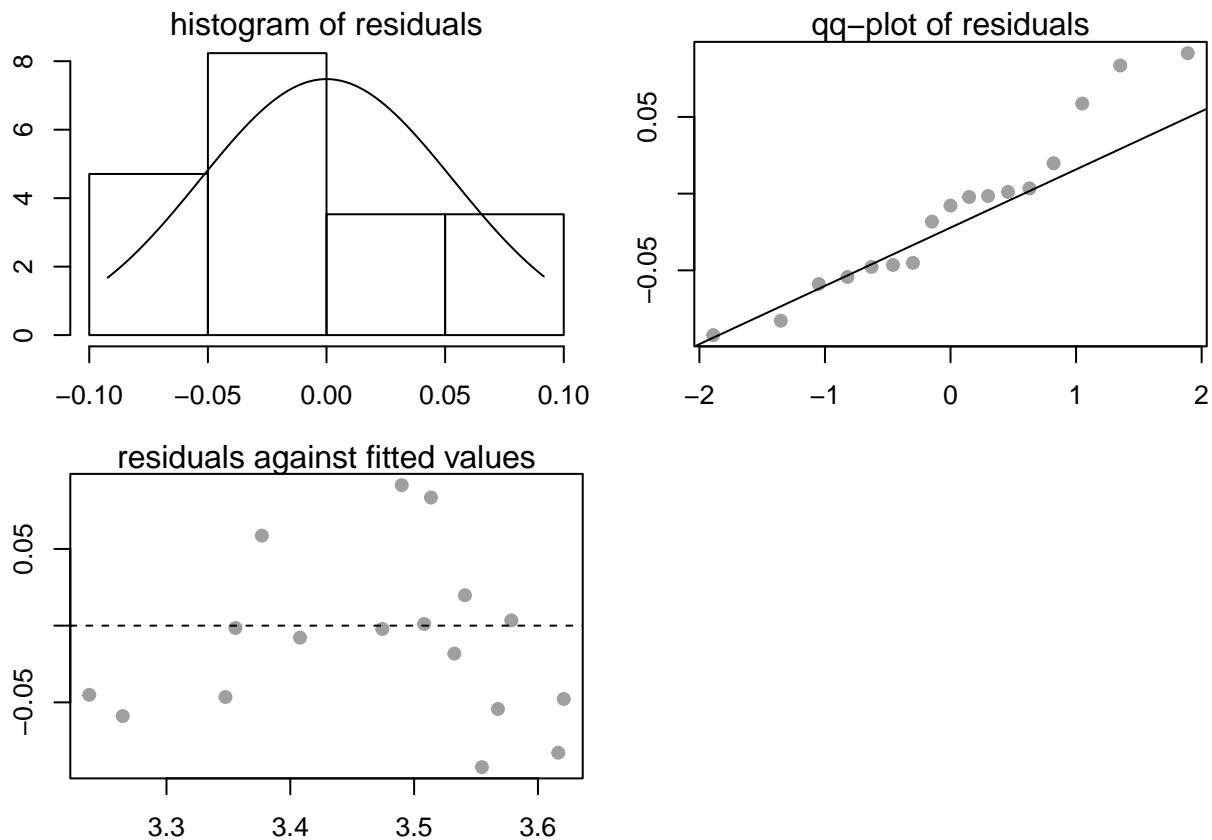 histogram of residuals
8
6
4
2
0
−0.10 −0.05 0.00 0.05 0.10
qq−plot of residuals
0.05
−0.05
−2 −1 0 1 2
residuals against fitted values
0.05
−0.05
3.3 3.4 3.5 3.6